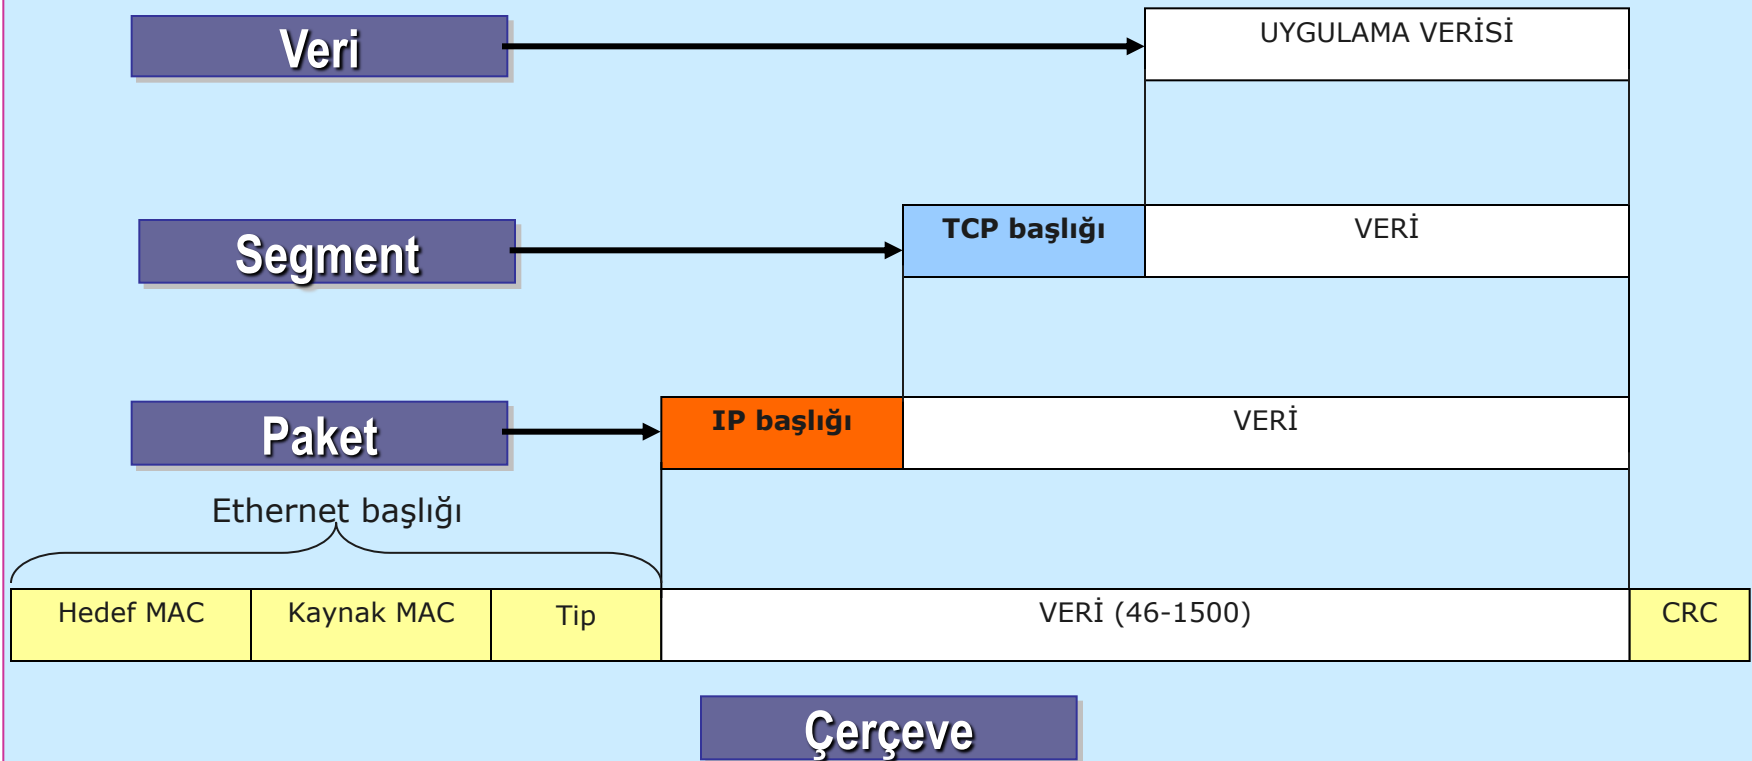 Veri
UYGULAMA VERİSİ
Segment
TCP başlığı
VERİ
Paket
IP başlığı
VERİ
Ethernet başlığı
Hedef MAC
Kaynak MAC
Tip
VERİ (46-1500)
CRC
Çerçeve